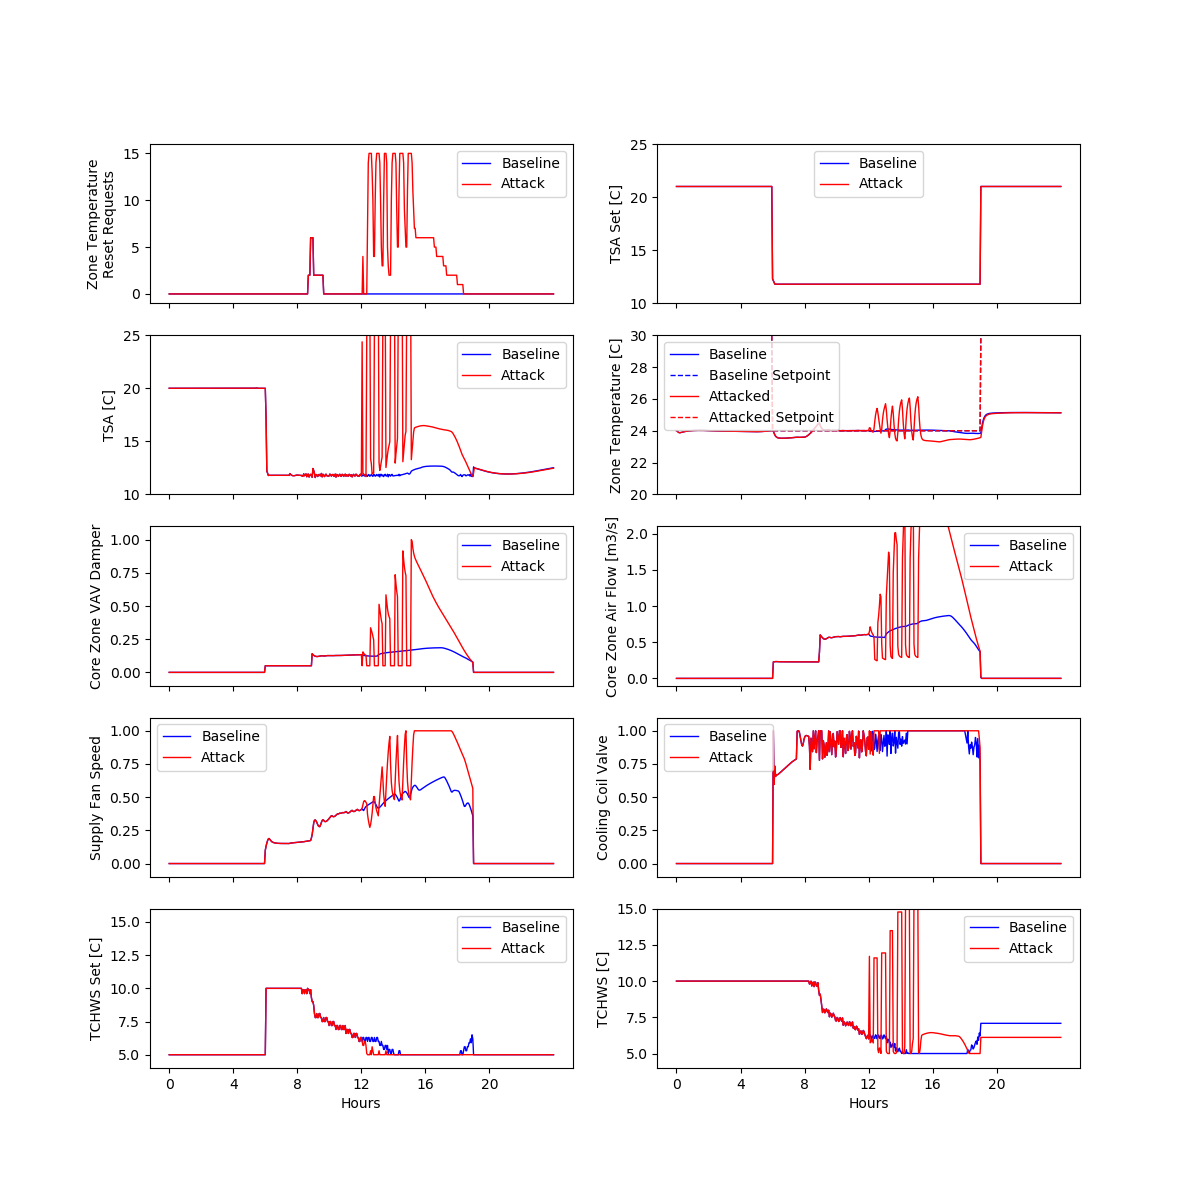 Zone Temperature
Reset Requests
15
10
5
0
Baseline
Attack
TSA Set [C]
25
20
15
10
Baseline
Attack
TSA [C]
25
20
15
10
Baseline
Attack
Zone Temperature [C]
30
28
26
24
22
20
Baseline
Baseline Setpoint
Attacked
Attacked Setpoint
Core Zone VAV Damper
1.00
0.75
0.50
0.25
0.00
Baseline
Attack
Core Zone Air Flow [m3/s]
2.0
1.5
1.0
0.5
0.0
Baseline
Attack
Supply Fan Speed
1.00
0.75
0.50
0.25
0.00
Baseline
Attack
Cooling Coil Valve
1.00
0.75
0.50
0.25
0.00
Baseline
Attack
TCHWS Set [C]
15.0
12.5
10.0
7.5
5.0
Baseline
Attack
0 4 8 12 16 20
Hours
TCHWS [C]
15.0
12.5
10.0
7.5
5.0
Baseline
Attack
0 4 8 12 16 20
Hours